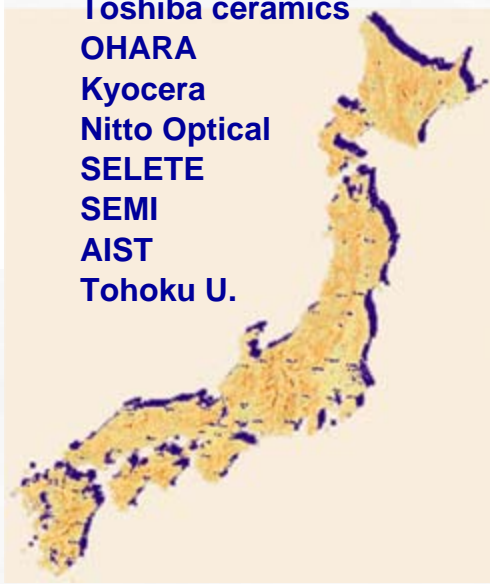 Toshiba ceramics
OHARA
Kyocera
Nitto Optical
SELETE
SEMI
AIST
Tohoku U.